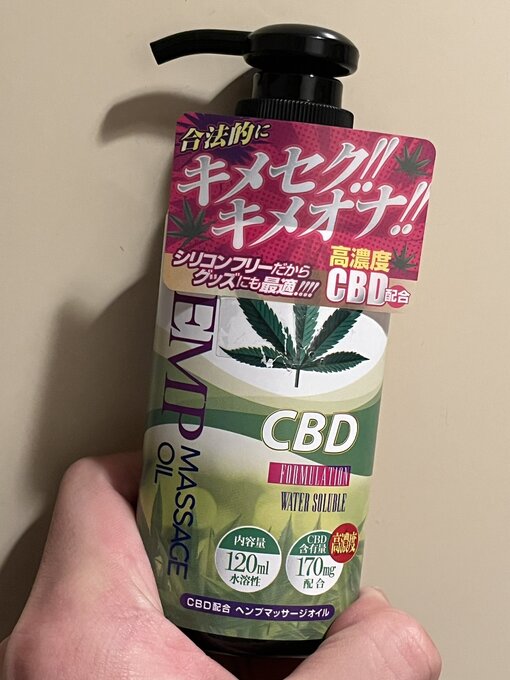 合法的に
キメセク!!
キメオナ!!
シリコンフリーだから
グッズにも最適!!!!
高濃度
CBD配合
EMP
MASSAGE
OIL
CBD
FORMULATION
WATER SOLUBLE
内容量
120ml
水溶性
CBD
含有量
170mg
配合
高濃度
CBD配合 ヘンプマッサージオイル